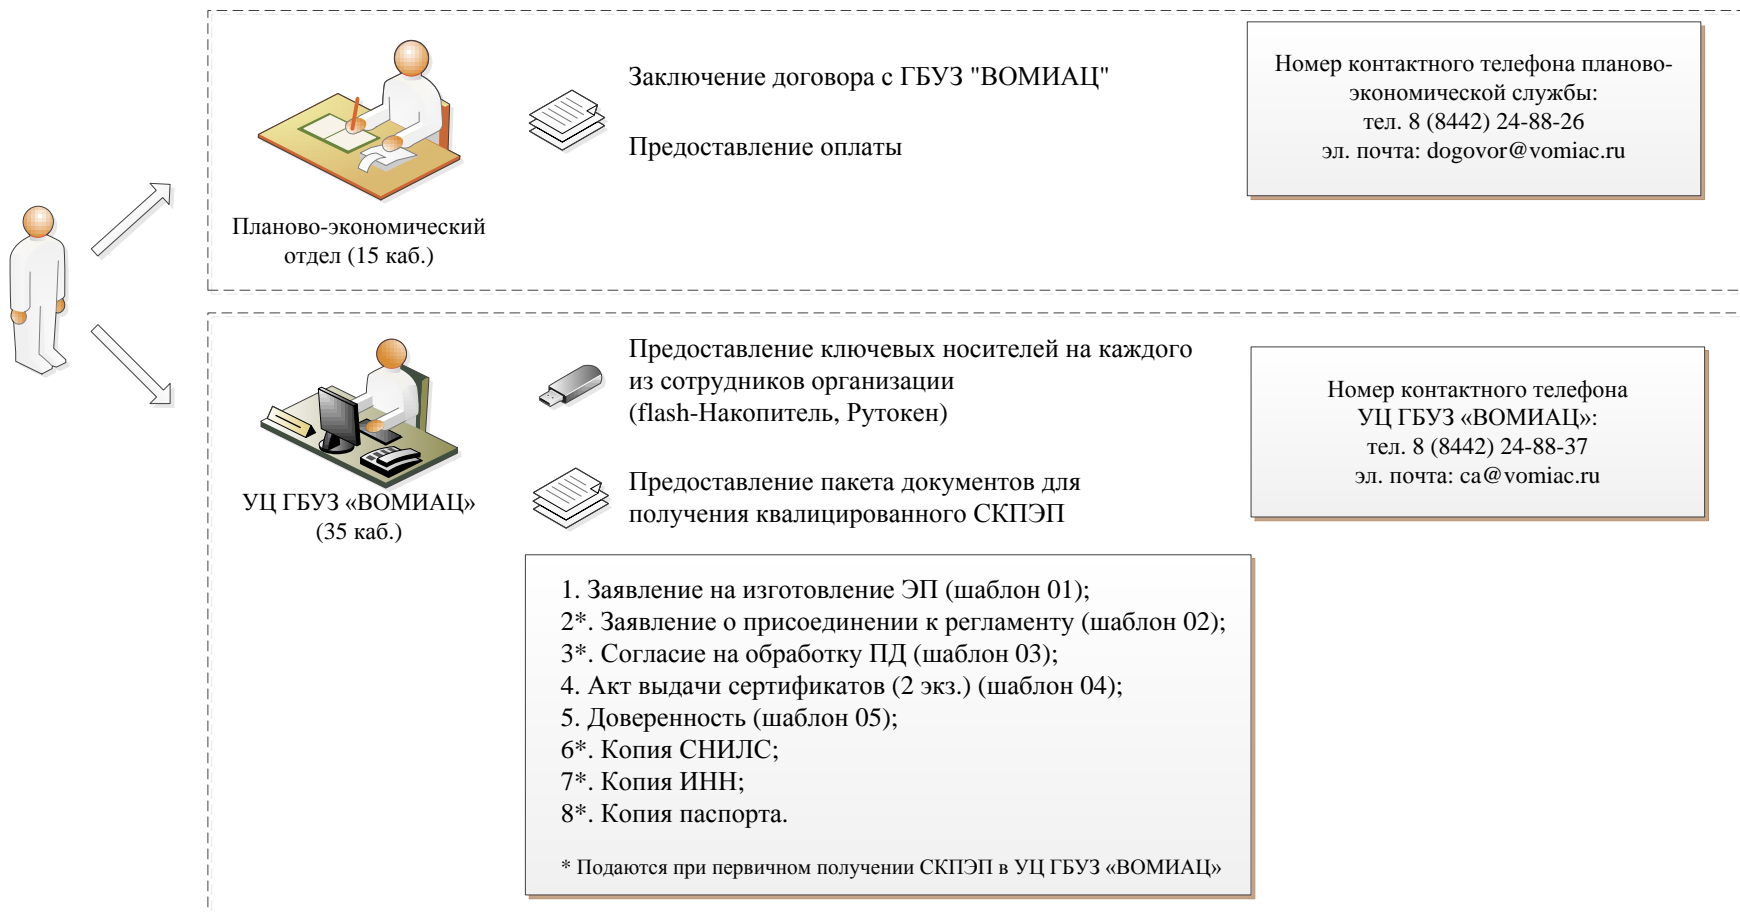 Заключение договора с ГБУЗ "ВОМИАЦ"
Предоставление оплаты
Номер контактного телефона планово-
экономической службы:
тел. 8 (8442) 24-88-26
эл. почта: dogovor@vomiac.ru
Планово-экономический
отдел (15 каб.)
Предоставление ключевых носителей на каждого
из сотрудников организации
(flash-Накопитель, Рутокен)
Номер контактного телефона
УЦ ГБУЗ «ВОМИАЦ»:
тел. 8 (8442) 24-88-37
эл. почта: ca@vomiac.ru
УЦ ГБУЗ «ВОМИАЦ»
(35 каб.)
Предоставление пакета документов для
получения квалицированного СКПЭП
1. Заявление на изготовление ЭП (шаблон 01);
2*. Заявление о присоединении к регламенту (шаблон 02);
3*. Согласие на обработку ПД (шаблон 03);
4. Акт выдачи сертификатов (2 экз.) (шаблон 04);
5. Доверенность (шаблон 05);
6*. Копия СНИЛС;
7*. Копия ИНН;
8*. Копия паспорта.
* Подаются при первичном получении СКПЭП в УЦ ГБУЗ «ВОМИАЦ»